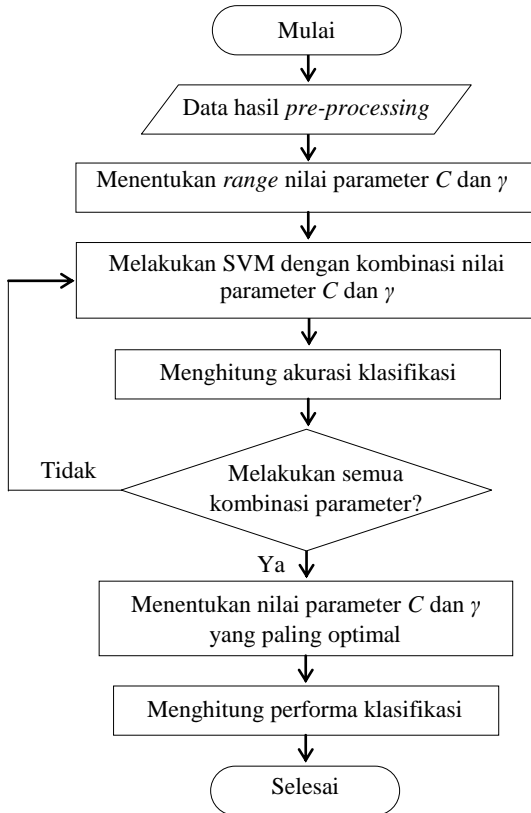 Mulai
Data hasil pre-processing
Menentukan range nilai parameter C dan γ
Melakukan SVM dengan kombinasi nilai
parameter C dan γ
Menghitung akurasi klasifikasi
Tidak
Melakukan semua
kombinasi parameter?
Ya
Menentukan nilai parameter C dan γ
yang paling optimal
Menghitung performa klasifikasi
Selesai